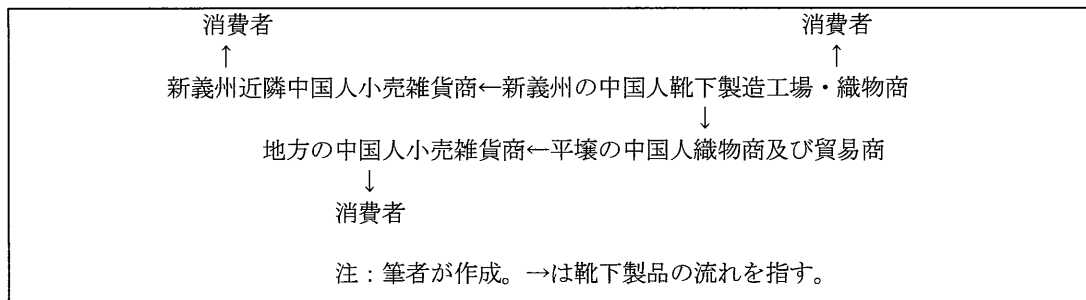 消費者 消費者
↑ ↑
新義州近隣中国人小売雑貨商←新義州の中国人靴下製造工場・織物商
↓
地方の中国人小売雑貨商←平壌の中国人織物商及び貿易商
↓
消費者
注：筆者が作成。→は靴下製品の流れを指す。